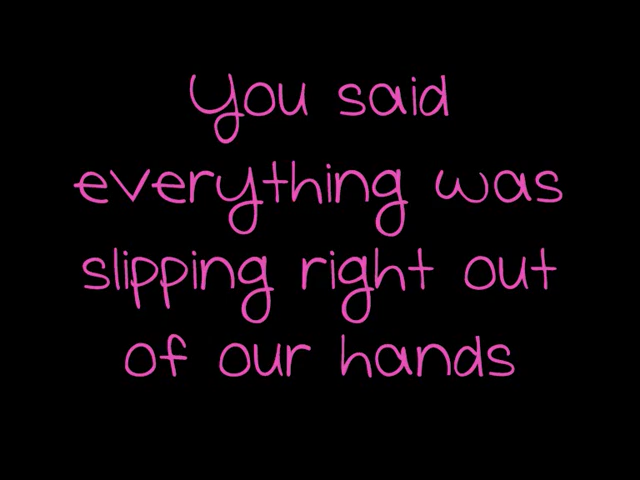 You said
everything was
slipping right out
of our hands